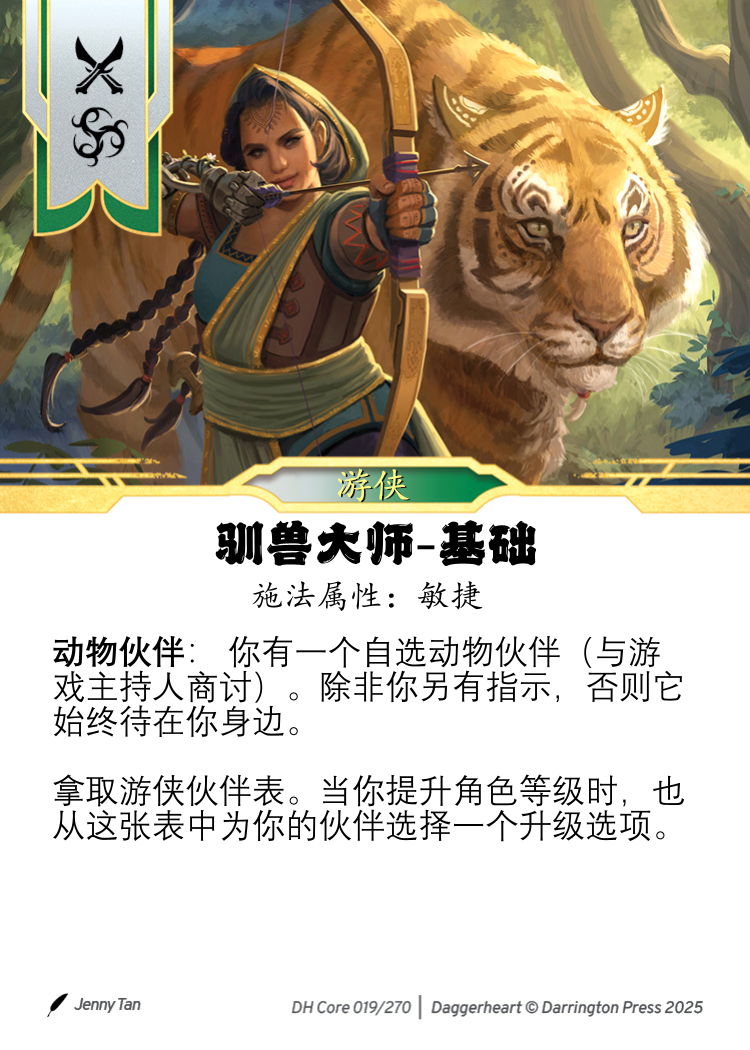 游侠
驯兽大师-基础
施法属性：敏捷
动物伙伴： 你有一个自选动物伙伴（与游
戏主持人商讨）。除非你另有指示，否则它
始终待在你身边。
拿取游侠伙伴表。当你提升角色等级时，也
从这张表中为你的伙伴选择一个升级选项。
Jenny Tan
DH Core 019/270 | Daggerheart © Darrington Press 2025